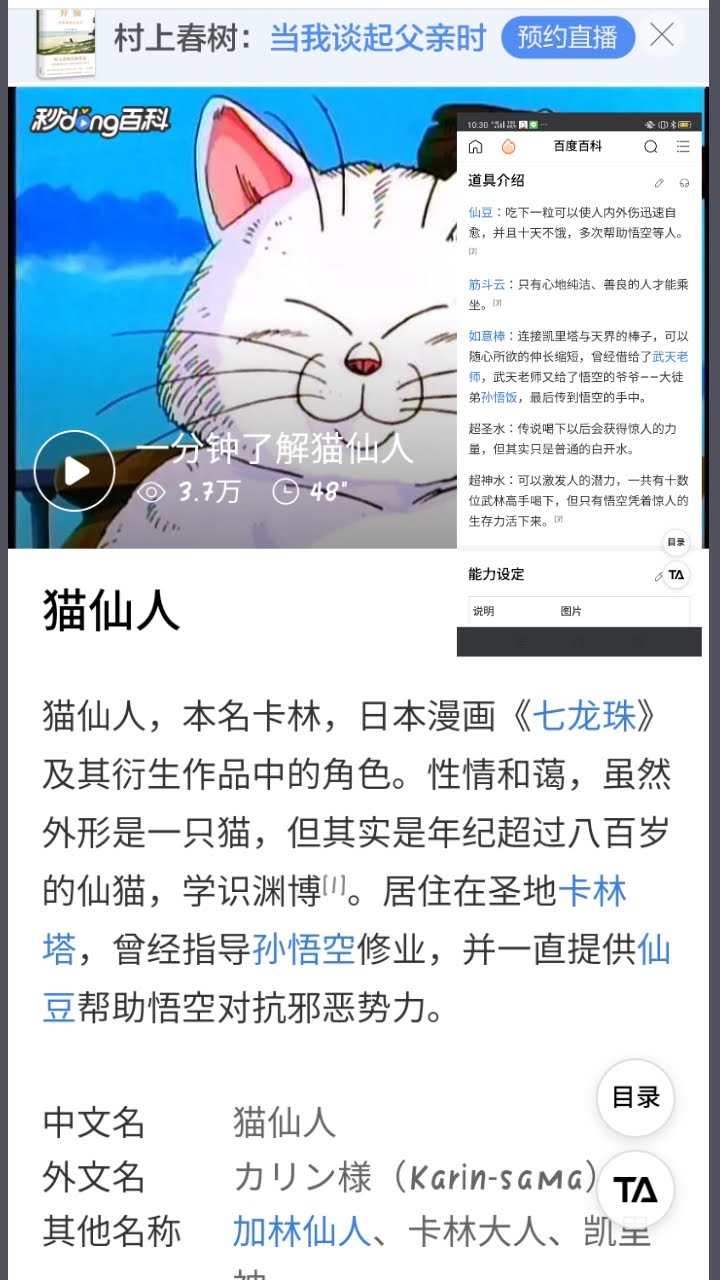 村上春树：当我谈起父亲时 预约直播
秒dong百科
一分钟了解猫仙人
3.7万 48"
10:30
百度百科
道具介绍
仙豆：吃下一粒可以使人内外伤迅速自
愈，并且十天不饿，多次帮助悟空等人。
[2]
筋斗云：只有心地纯洁、善良的人才能乘
坐。[3]
如意棒：连接凯里塔与天界的棒子，可以
随心所欲的伸长缩短，曾经借给了武天老
师，武天老师又给了悟空的爷爷——大徒
弟孙悟饭，最后传到悟空的手中。
超圣水：传说喝下以后会获得惊人的力
量，但其实只是普通的白开水。
超神水：可以激发人的潜力，一共有十数
位武林高手喝下，但只有悟空凭着惊人的
生存力活下来。[3]
目录
能力设定
TA
说明 图片
猫仙人
猫仙人，本名卡林，日本漫画《七龙珠》
及其衍生作品中的角色。性情和蔼，虽然
外形是一只猫，但其实是年纪超过八百岁
的仙猫，学识渊博[1]。居住在圣地卡林
塔，曾经指导孙悟空修业，并一直提供仙
豆帮助悟空对抗邪恶势力。
目录
中文名 猫仙人
外文名 カリン様（Karin-sama）
TA
其他名称 加林仙人、卡林大人、凯里